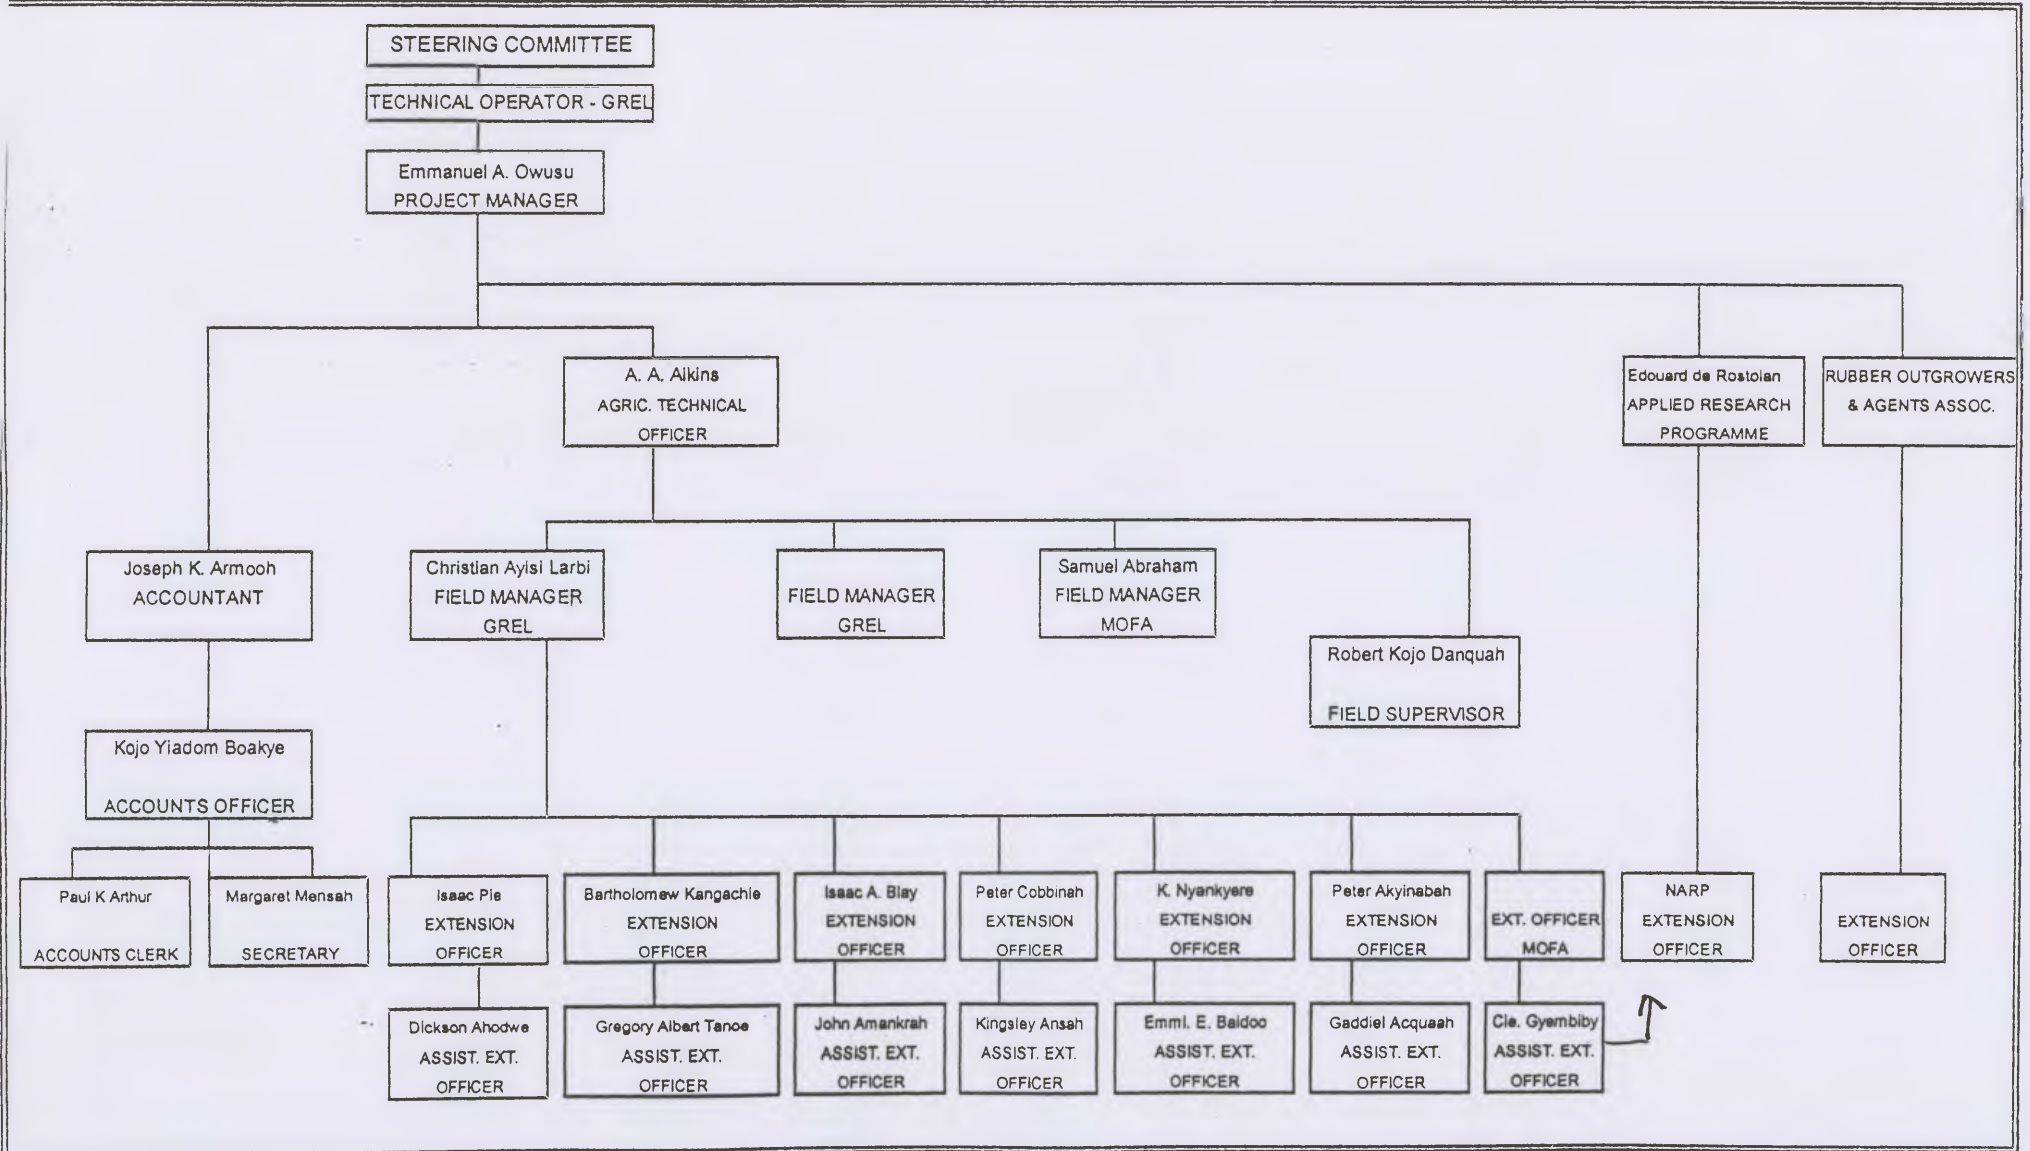 STEERING COMMITTEE
TECHNICAL OPERATOR - GREL
Emmanuel A. Owusu
PROJECT MANAGER
A. A. Aikins
AGRIC. TECHNICAL
OFFICER
Edouard de Rostolan
APPLIED RESEARCH
PROGRAMME
RUBBER OUTGROWERS
& AGENTS ASSOC.
Joseph K. Armooh
ACCOUNTANT
Christian Ayisi Larbi
FIELD MANAGER
GREL
FIELD MANAGER
GREL
Samuel Abraham
FIELD MANAGER
MOFA
Robert Kojo Danquah
FIELD SUPERVISOR
Kojo Yiadom Boakye
ACCOUNTS OFFICER
Paul K Arthur
ACCOUNTS CLERK
Margaret Mensah
SECRETARY
Isaac Pie
EXTENSION
OFFICER
Bartholomew Kangachie
EXTENSION
OFFICER
Isaac A. Blay
EXTENSION
OFFICER
Peter Cobbinah
EXTENSION
OFFICER
K. Nyankyere
EXTENSION
OFFICER
Peter Akyinabah
EXTENSION
OFFICER
EXT. OFFICER
MOFA
NARP
EXTENSION
OFFICER
EXTENSION
OFFICER
Dickson Ahodwe
ASSIST. EXT.
OFFICER
Gregory Albert Tanoe
ASSIST. EXT.
OFFICER
John Amankrah
ASSIST. EXT.
OFFICER
Kingsley Ansah
ASSIST. EXT.
OFFICER
Emml. E. Baidoo
ASSIST. EXT.
OFFICER
Gaddiel Acquaah
ASSIST. EXT.
OFFICER
Cle. Gyembiby
ASSIST. EXT.
OFFICER